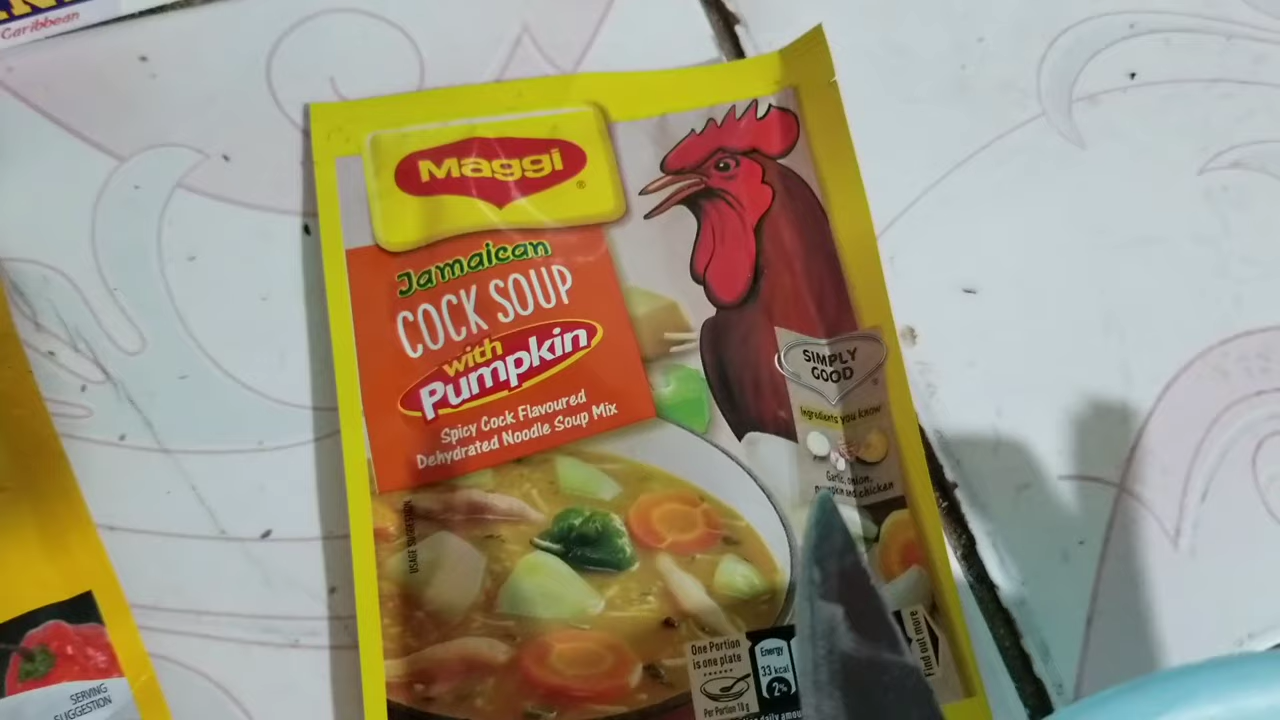 Caribbean
Maggi
®
Jamaican
COCK SOUP
with
Pumpkin
Spicy Cock Flavoured
Dehydrated Noodle Soup Mix
SIMPLY
GOOD
Ingredients you know
Garlic, onion,
pumpkin and chicken
USAGE SUGGESTION
One Portion
is one plate
Per Portion 18 g
Energy
33 kcal
2%
Find out more
SERVING
SUGGESTION